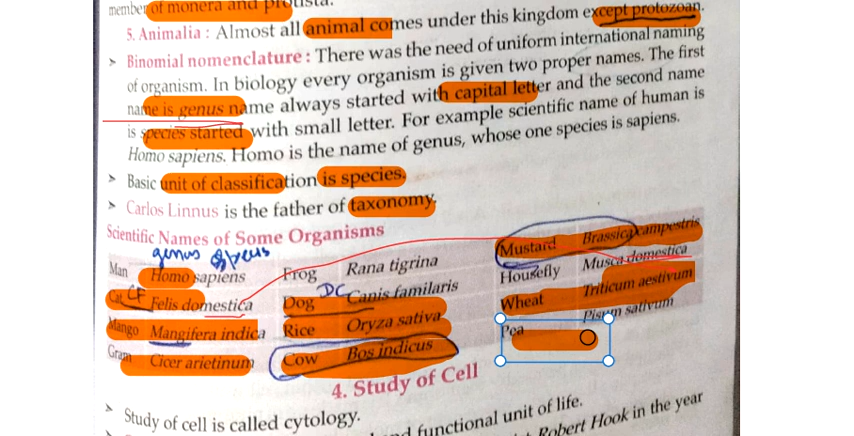 member of monera and protista.
5. Animalia : Almost all animal comes under this kingdom except protozoan.
➤ Binomial nomenclature : There was the need of uniform international naming
of organism. In biology every organism is given two proper names. The first
name is genus name always started with capital letter and the second name
is species started with small letter. For example scientific name of human is
Homo sapiens. Homo is the name of genus, whose one species is sapiens.
➤ Basic unit of classification is species.
➤ Carlos Linnus is the father of taxonomy.
Scientific Names of Some Organisms
genus
Man Homo sapiens Frog Rana tigrina Mustard Brassica campestris
CF DC
Cat Felis domestica Dog Canis familaris Housefly Musca domestica
Mango Mangifera indica Rice Oryza sativa Wheat Triticum aestivum
Gram Cicer arietinum Cow Bos indicus Pea Pisum sativum
4. Study of Cell
➤ Study of cell is called cytology.
functional unit of life.
Robert Hook in the year